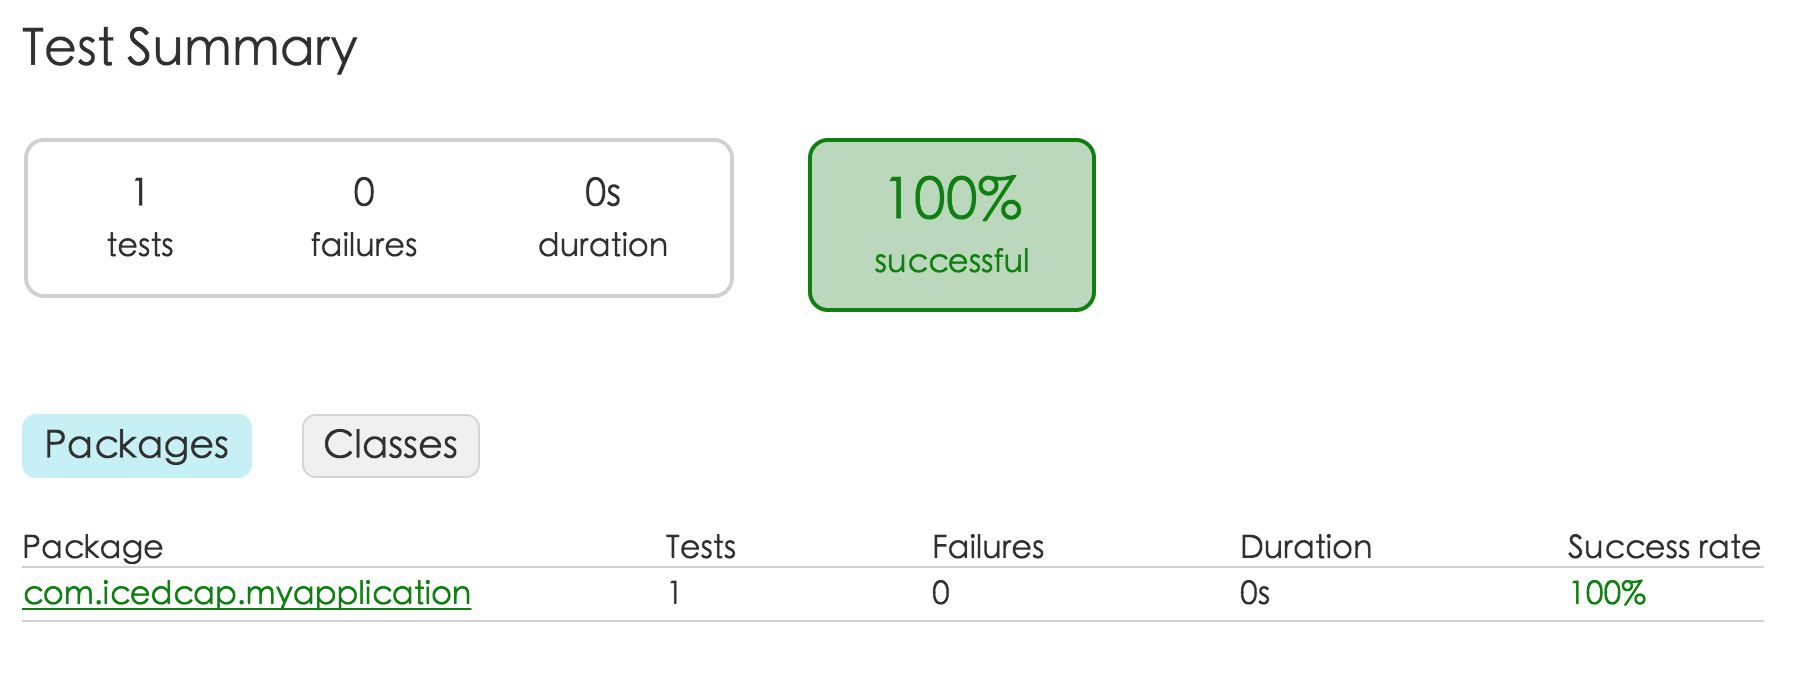 Test Summary
1 0 0s
tests failures duration
100%
successful
Packages Classes
Package Tests Failures Duration Success rate
com.icedcap.myapplication 1 0 0s 100%